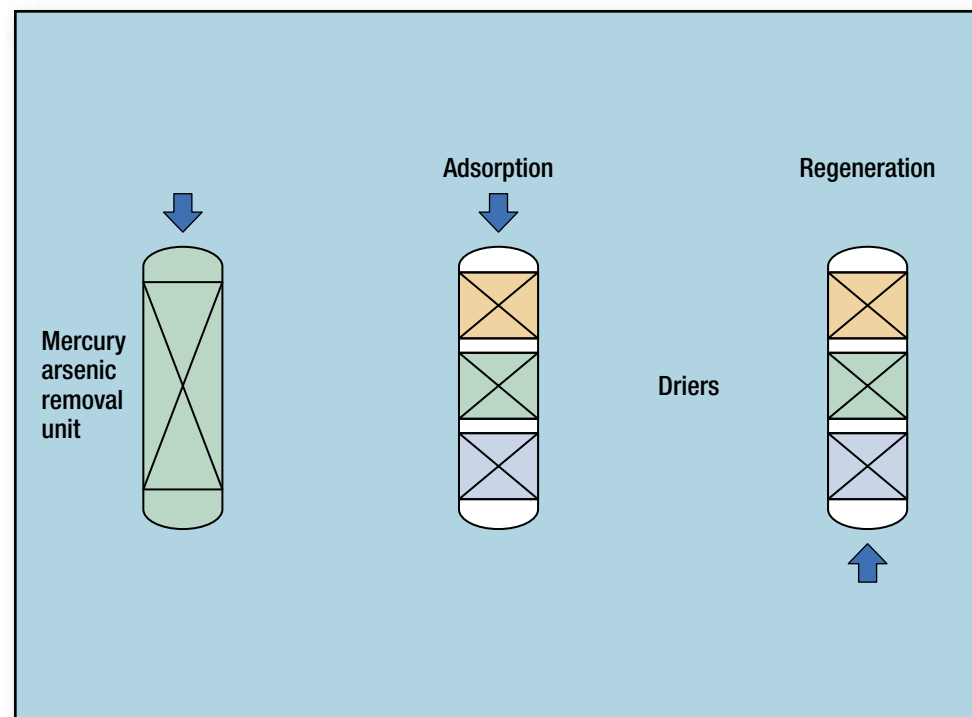 Adsorption
Regeneration
Mercury
arsenic
removal
unit
Driers